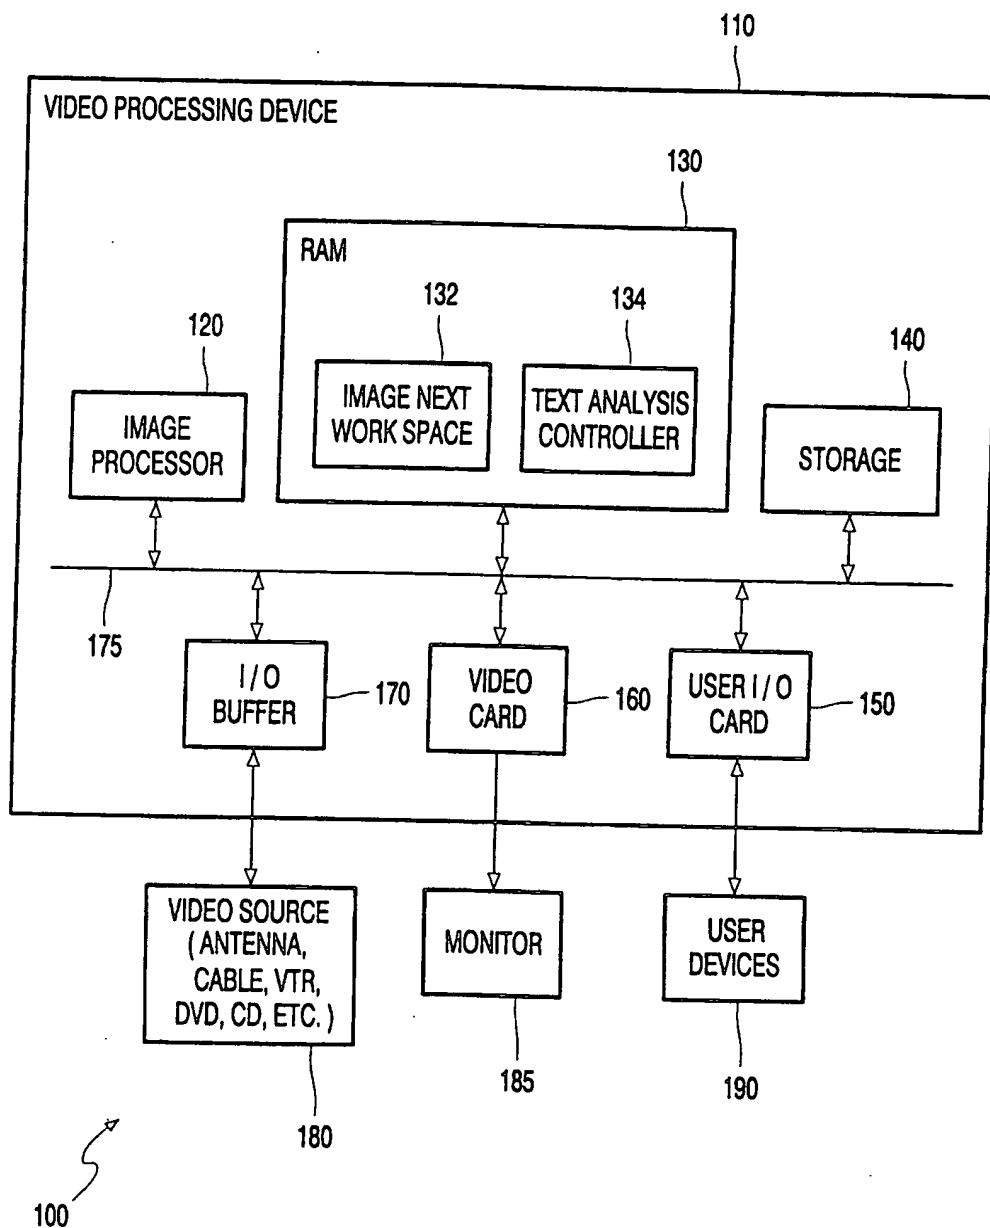 110
VIDEO PROCESSING DEVICE
130
RAM
132
134
120
140
IMAGE NEXT
WORK SPACE
TEXT ANALYSIS
CONTROLLER
IMAGE
PROCESSOR
STORAGE
175
I / O
BUFFER
170
VIDEO
CARD
160
USER I / O
CARD
150
VIDEO SOURCE
( ANTENNA,
CABLE, VTR,
DVD, CD, ETC. )
MONITOR
USER
DEVICES
180
185
190
100